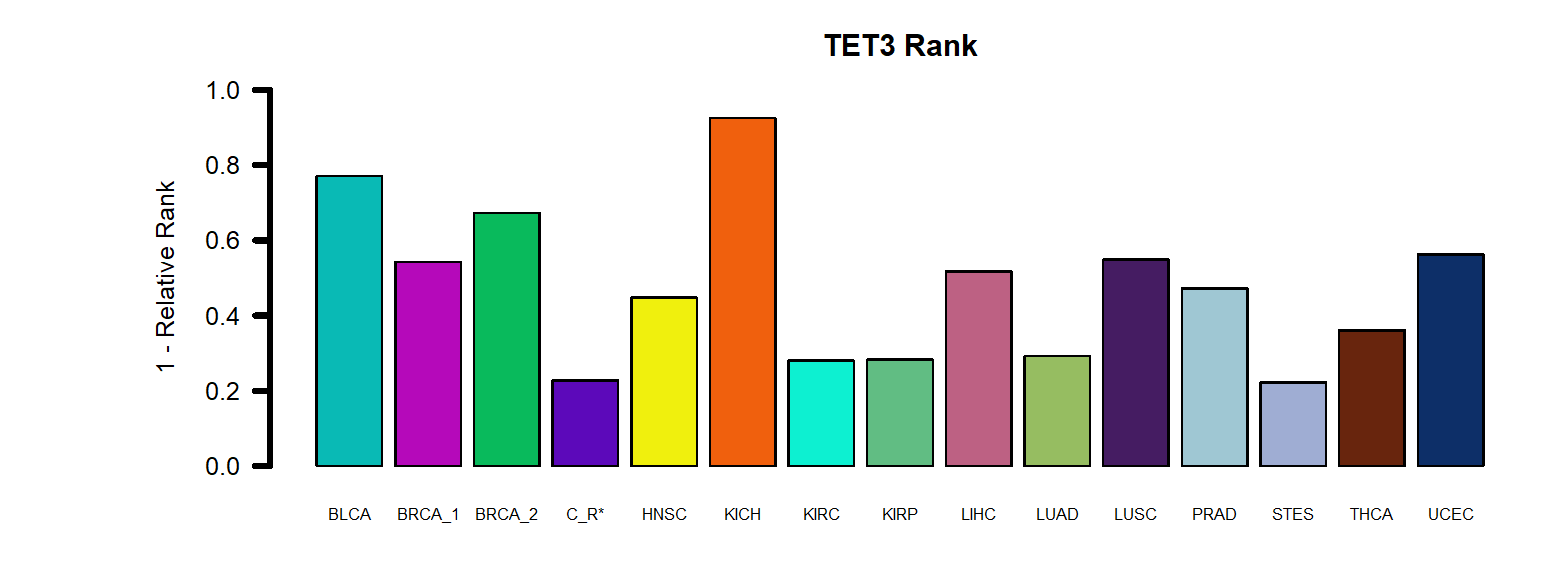 TET3 Rank
1 - Relative Rank
1.0
0.8
0.6
0.4
0.2
0.0
BLCA BRCA_1 BRCA_2 C_R* HNSC KICH KIRC KIRP LIHC LUAD LUSC PRAD STES THCA UCEC